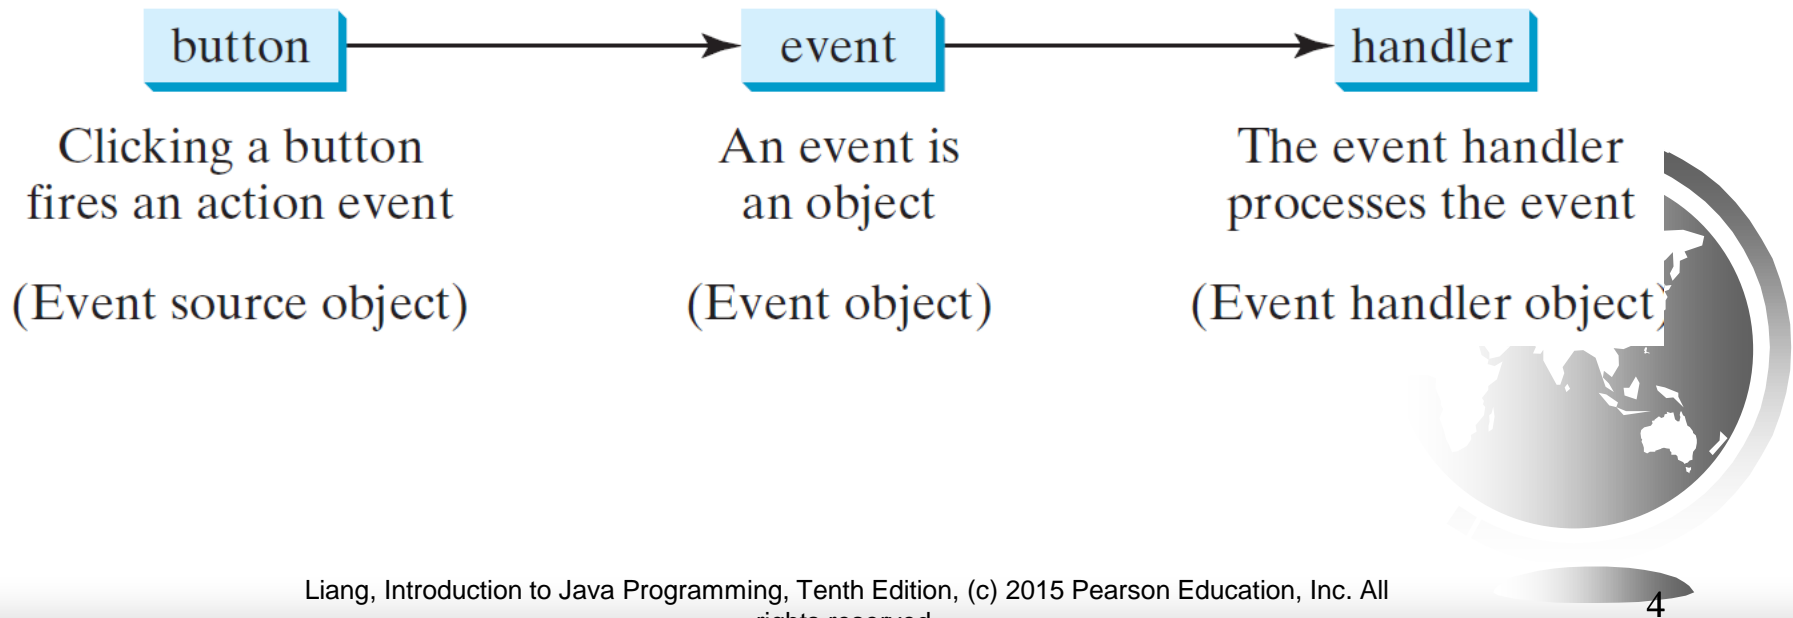 button event handler
Clicking a button
fires an action event
An event is
an object
The event handler
processes the event
(Event source object) (Event object) (Event handler object)
Liang, Introduction to Java Programming, Tenth Edition, (c) 2015 Pearson Education, Inc. All
rights reserved
4